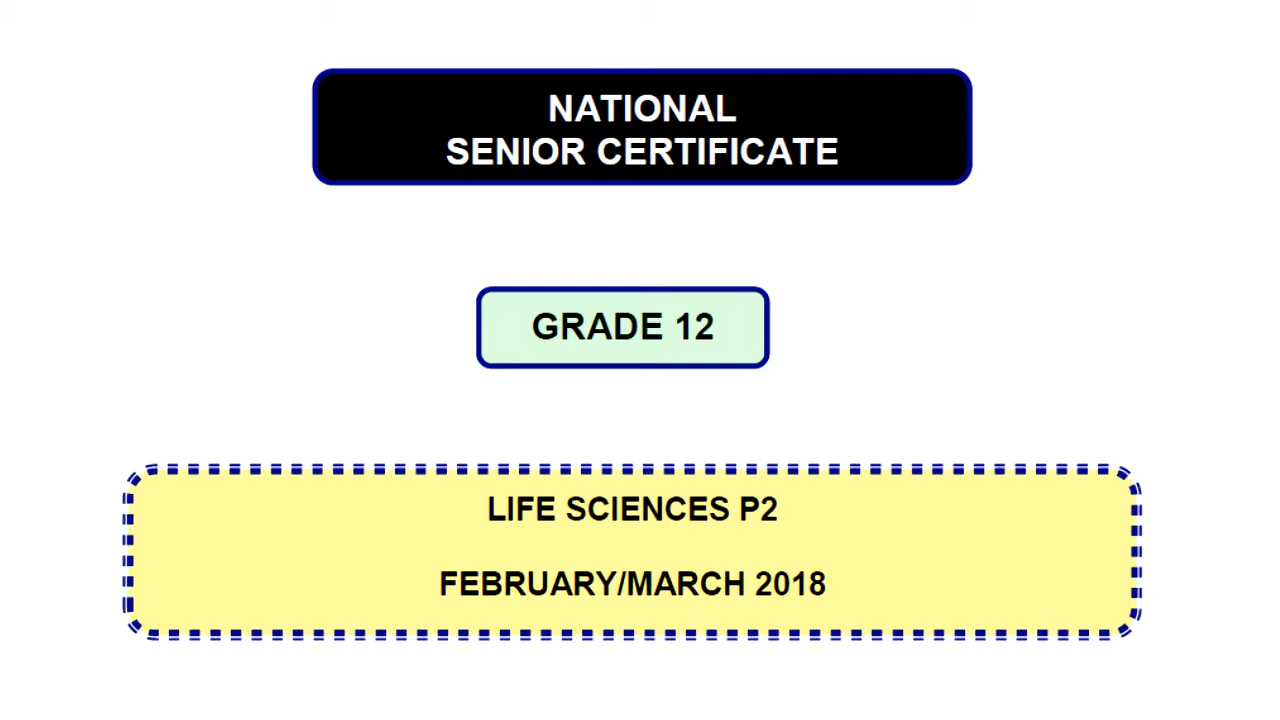 NATIONAL
SENIOR CERTIFICATE
GRADE 12
LIFE SCIENCES P2
FEBRUARY/MARCH 2018